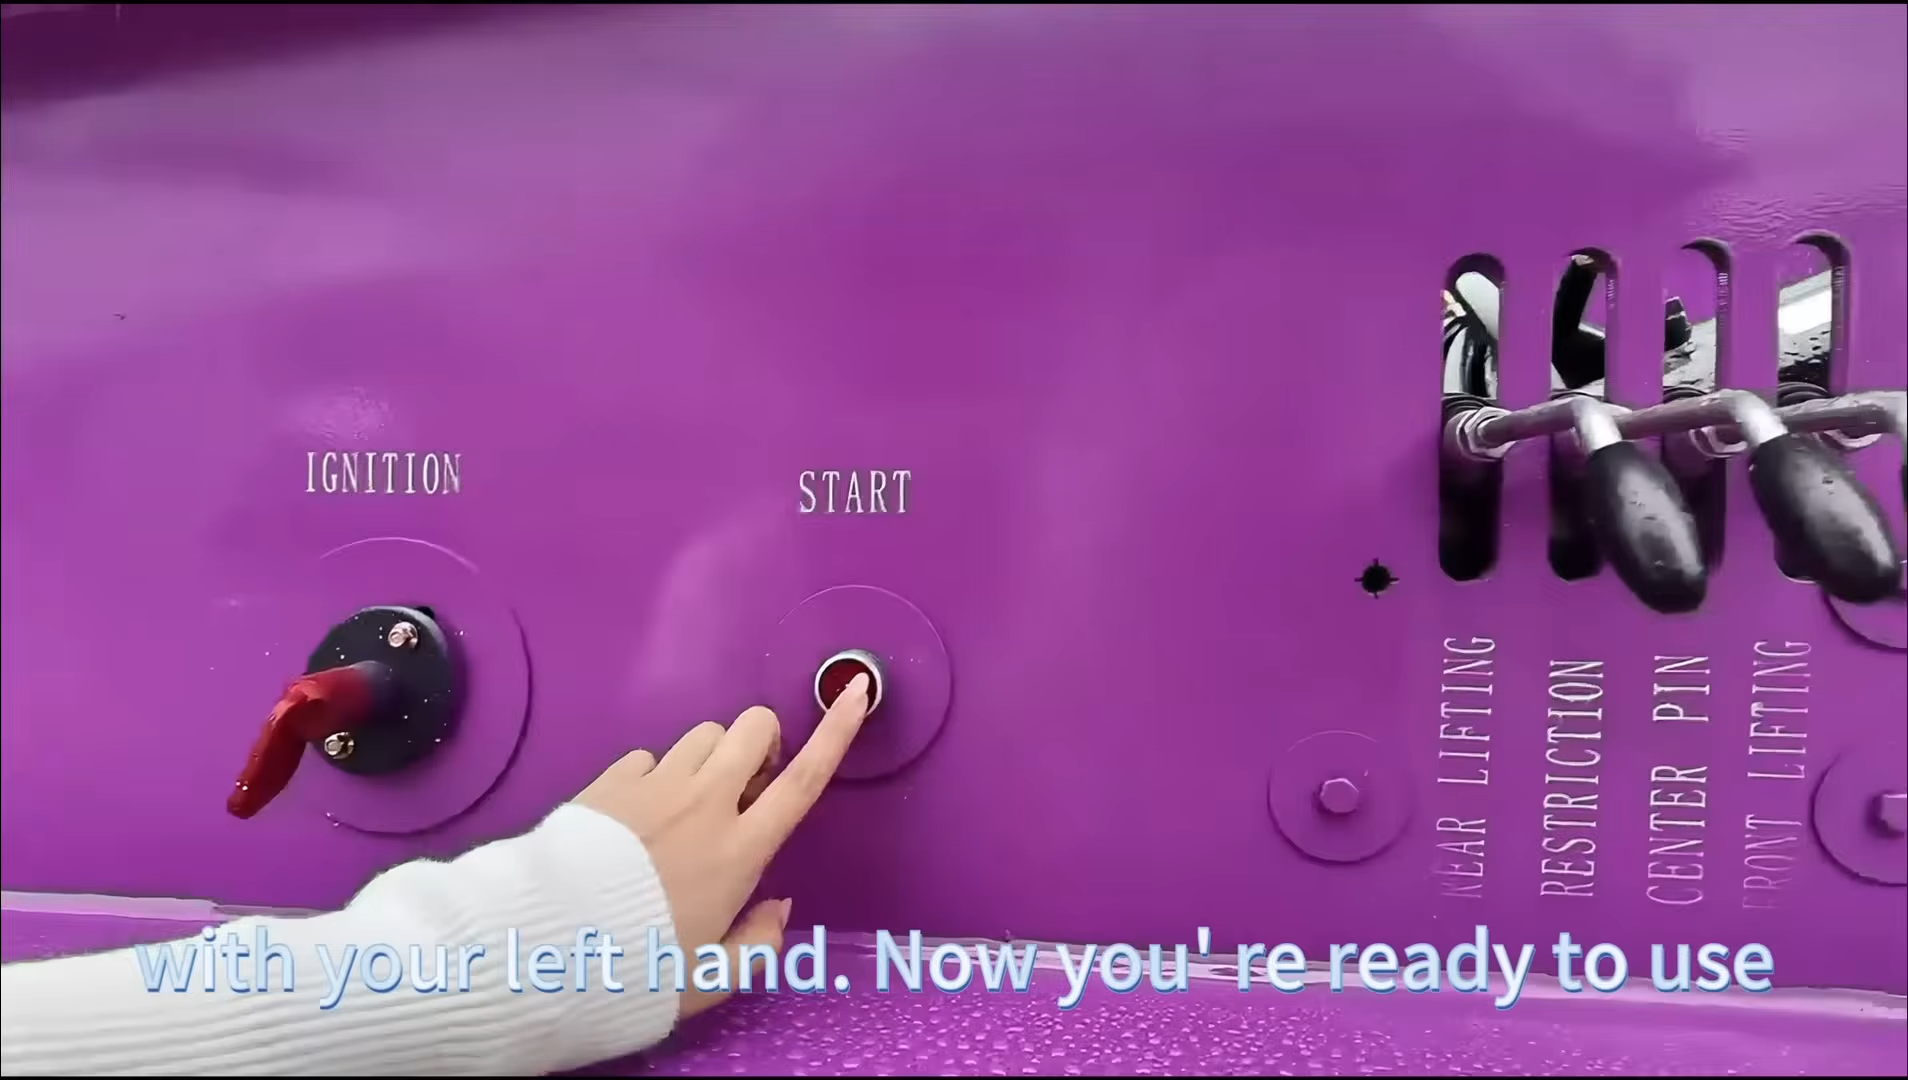 IGNITION
START
REAR LIFTING
RESTRICTION
CENTER PIN
FRONT LIFTING
with your left hand. Now you' re ready to use